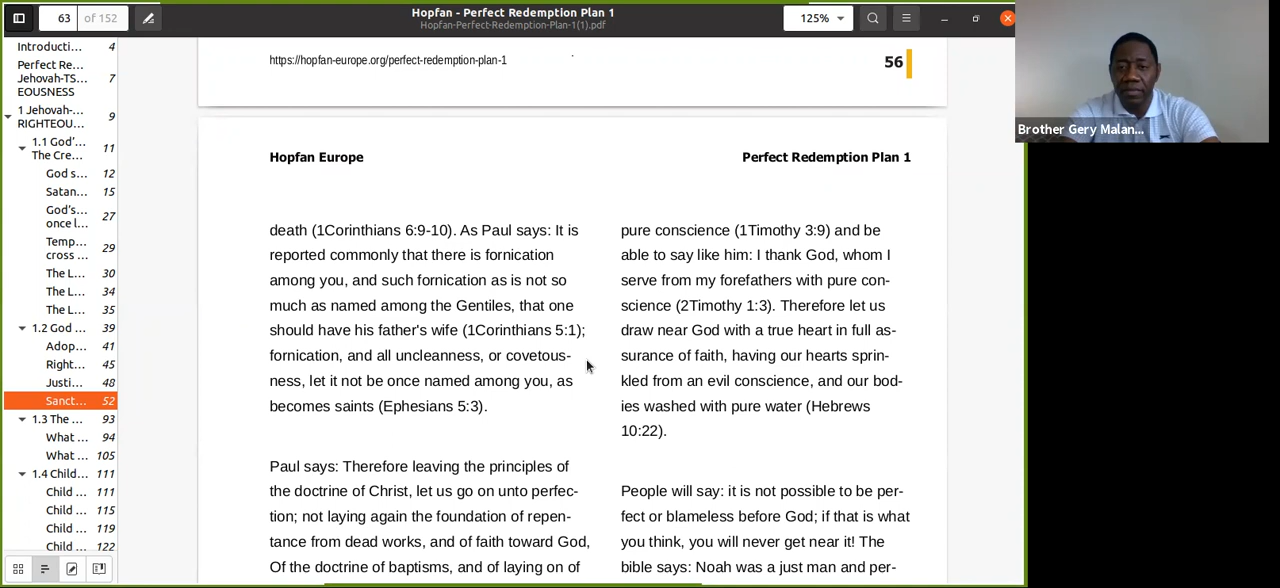 63
of 152
Hopfan - Perfect Redemption Plan 1
Hopfan-Perfect-Redemption-Plan-1(1).pdf
125%
Introducti... 4
Perfect Re...
Jehovah-TS... 7
EOUSNESS
1 Jehovah-... 9
RIGHTEOU...
1.1 God'... 11
The Cre...
God s... 12
Satan... 15
God's... 27
once l...
Temp... 29
cross ...
The L... 30
The L... 34
The L... 35
1.2 God ... 39
Adop... 41
Right... 45
Justi... 48
Sanct... 52
1.3 The ... 93
What ... 94
What ... 105
1.4 Child... 111
Child ... 111
Child ... 115
Child ... 119
Child ... 122
https://hopfan-europe.org/perfect-redemption-plan-1
56
Hopfan Europe
Perfect Redemption Plan 1
death (1Corinthians 6:9-10). As Paul says: It is
reported commonly that there is fornication
among you, and such fornication as is not so
much as named among the Gentiles, that one
should have his father's wife (1Corinthians 5:1);
fornication, and all uncleanness, or covetous-
ness, let it not be once named among you, as
becomes saints (Ephesians 5:3).
Paul says: Therefore leaving the principles of
the doctrine of Christ, let us go on unto perfec-
tion; not laying again the foundation of repen-
tance from dead works, and of faith toward God,
Of the doctrine of baptisms, and of laying on of
pure conscience (1Timothy 3:9) and be
able to say like him: I thank God, whom I
serve from my forefathers with pure con-
science (2Timothy 1:3). Therefore let us
draw near God with a true heart in full as-
surance of faith, having our hearts sprin-
kled from an evil conscience, and our bod-
ies washed with pure water (Hebrews
10:22).
People will say: it is not possible to be per-
fect or blameless before God; if that is what
you think, you will never get near it! The
bible says: Noah was a just man and per-
Brother Gery Malan...